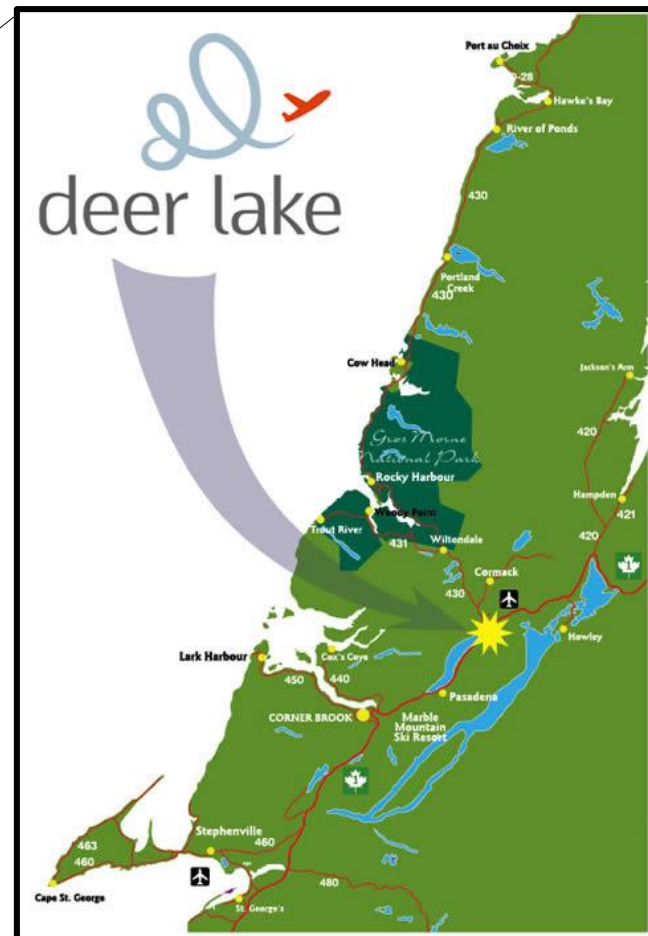 deer lake
Port au Choix
Hawke's Bay
River of Ponds
430
Portland
Creek
430
Cow Head
Jackson's Arm
420
Gros Morne
National Park
Rocky Harbour
Hampden
421
Woody Point
Trout River
431
Wiltondale
420
1
Cormack
430
Howley
Lark Harbour
Cox's Cove
450
440
Pasadena
CORNER BROOK
Marble
Mountain
Ski Resort
1
Stephenville
460
463
460
480
Cape St. George
St. George's